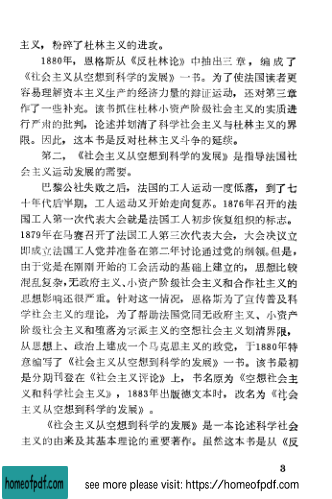 主义，粉碎了杜林主义的进攻。
1880年，恩格斯从《反杜林论》中抽出三章，编成了
《社会主义从空想到科学的发展》一书。为了使法国读者更
容易理解资本主义生产的经济力量的辩证运动，还对第三章
作了一些补充。该书抓住杜林小资产阶级社会主义的实质进
行严肃的批判，论述并划清了科学社会主义与杜林主义的界
限。因此，这本书是反对杜林主义斗争的延续。
第二，《社会主义从空想到科学的发展》是指导法国社
会主义运动发展的需要。
巴黎公社失败之后，法国的工人运动一度低落，到了七
十年代后半期，工人运动又开始走向复苏。1876年召开的法
国工人第一次代表大会就是法国工人初步恢复组织的标志。
1879年在马赛召开了法国工人第三次代表大会，大会决议立
即成立法国工人党并准备在第二年讨论通过党的纲领。但是，
由于党是在刚刚开始的工会活动的基础上建立的，思想比较
混乱复杂，无政府主义、小资产阶级社会主义和合作社主义的
思想影响还很严重。针对这一情况，恩格斯为了宣传普及科
学社会主义的理论，为了帮助法国党同无政府主义、小资产
阶级社会主义和堕落为宗派主义的空想社会主义划清界限，
从思想上、政治上建成一个马克思主义的政党，于1880年特
意编写了《社会主义从空想到科学的发展》一书。该书最初
是分期刊登在《社会主义评论》上，书名原为《空想社会主
义和科学社会主义》，1883年出版德文本时，改名为《社会
主义从空想到科学的发展》。
《社会主义从空想到科学的发展》是一本论述科学社会
主义的由来及其基本理论的重要著作。虽然这本书是从《反
3
homeofpdf.com
see more please visit: https://homeofpdf.com